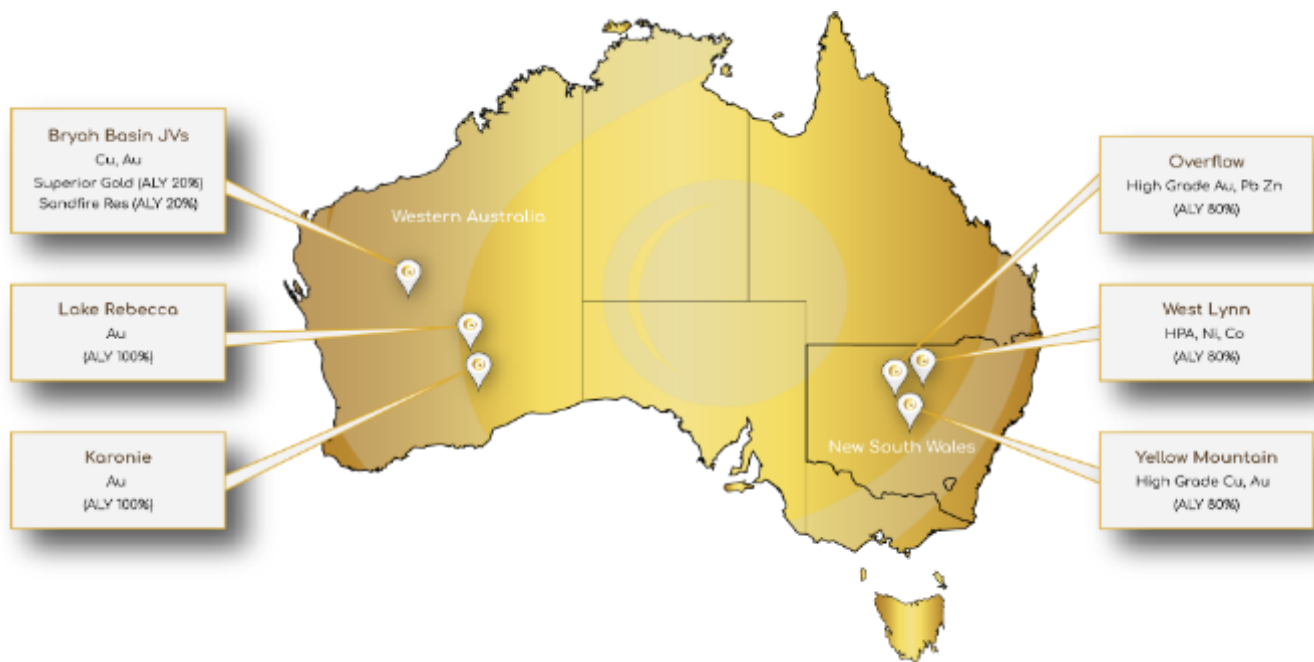 Bryah Basin JVs
Cu, Au
Superior Gold (ALY 20%)
Sandfire Res (ALY 20%)
Lake Rebecca
Au
(ALY 100%)
Karonie
Au
(ALY 100%)
Western Australia
New South Wales
Overflow
High Grade Au, Pb Zn
(ALY 80%)
West Lynn
HPA, Ni, Co
(ALY 80%)
Yellow Mountain
High Grade Cu, Au
(ALY 80%)